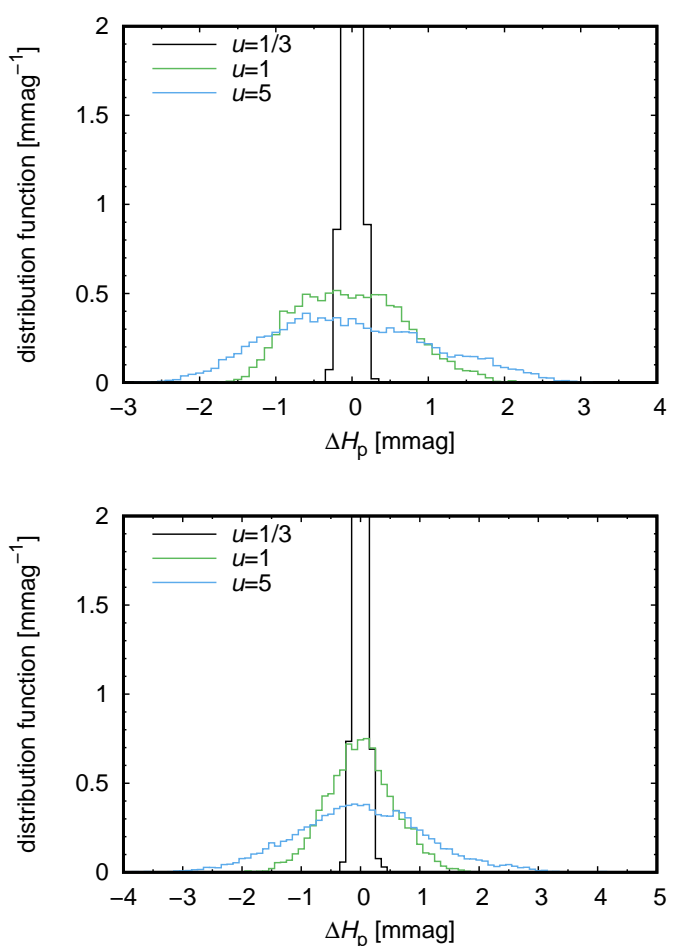 u=1/3
u=1
u=5
distribution function [mmag⁻¹]
2
1.5
1
0.5
0
−3 −2 −1 0 1 2 3 4
ΔHₚ [mmag]
u=1/3
u=1
u=5
distribution function [mmag⁻¹]
2
1.5
1
0.5
0
−4 −3 −2 −1 0 1 2 3 4 5
ΔHₚ [mmag]